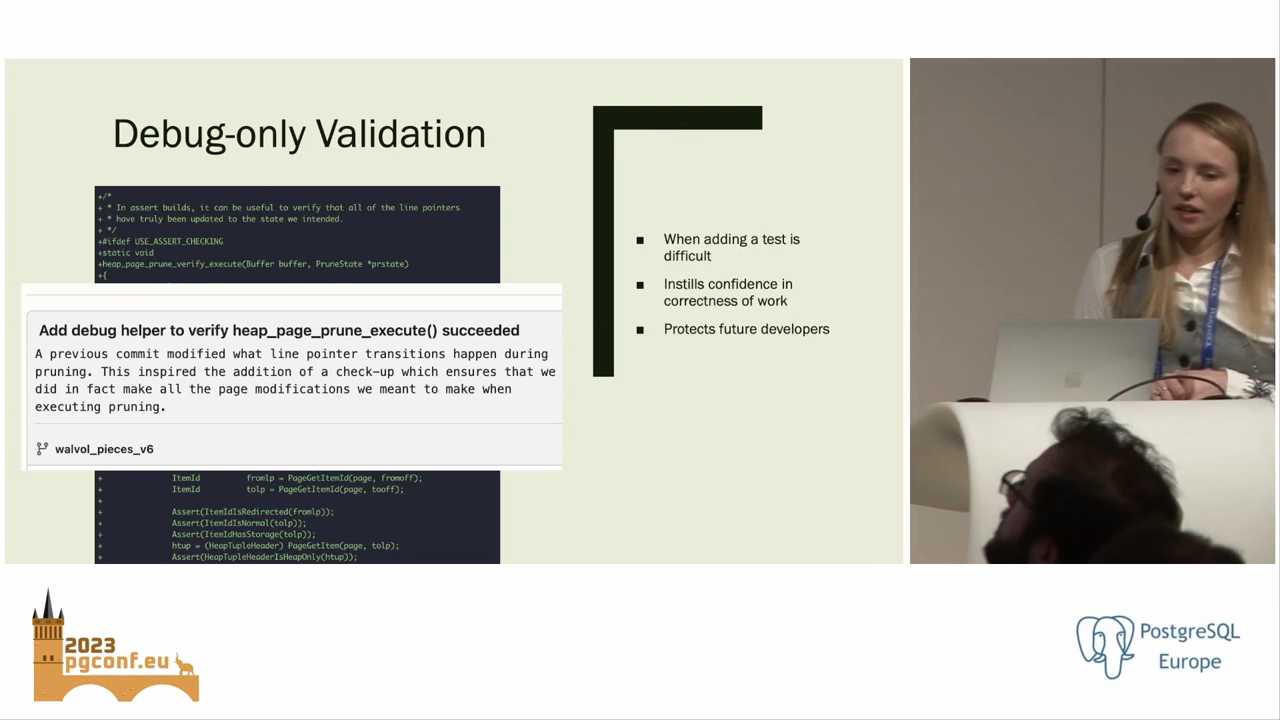 Debug-only Validation
+/*
+ * In assert builds, it can be useful to verify that all of the line pointers
+ * have truly been updated to the state we intended.
+ */
+#ifdef USE_ASSERT_CHECKING
+static void
+heap_page_prune_verify_execute(Buffer buffer, PruneState *prstate)
+{
Add debug helper to verify heap_page_prune_execute() succeeded
A previous commit modified what line pointer transitions happen during
pruning. This inspired the addition of a check-up which ensures that we
did in fact make all the page modifications we meant to make when
executing pruning.
walvol_pieces_v6
+ ItemId fromlp = PageGetItemId(page, fromoff);
+ ItemId tolp = PageGetItemId(page, tooff);
+
+ Assert(ItemIdIsRedirected(fromlp));
+ Assert(ItemIdIsNormal(tolp));
+ Assert(ItemIdHasStorage(tolp));
+ htup = (HeapTupleHeader) PageGetItem(page, tolp);
+ Assert(HeapTupleHeaderIsHeapOnly(htup));
■ When adding a test is
difficult
■ Instills confidence in
correctness of work
■ Protects future developers
2023
pgconf.eu
PostgreSQL
Europe